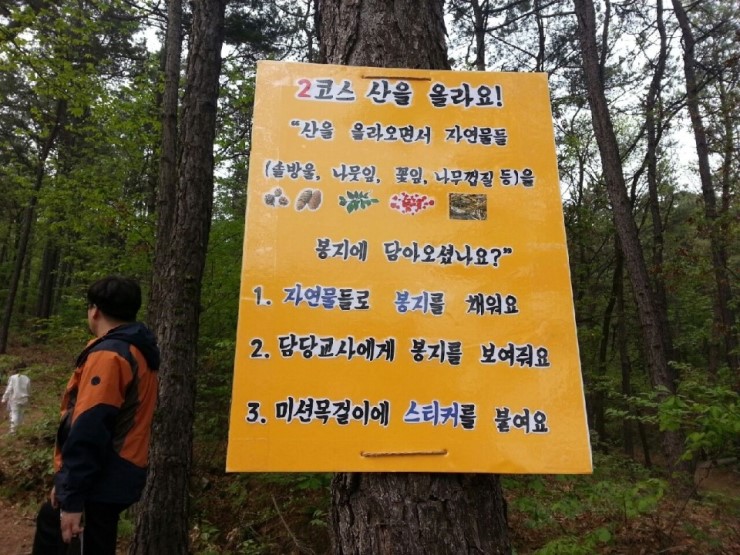 2코스 산을 올라요!
"산을 올라오면서 자연물들
(솔방울, 나뭇잎, 꽃잎, 나무껍질 등)을
봉지에 담아오셨나요?"
1. 자연물들로 봉지를 채워요
2. 담당교사에게 봉지를 보여줘요
3. 미션목걸이에 스티커를 붙여요